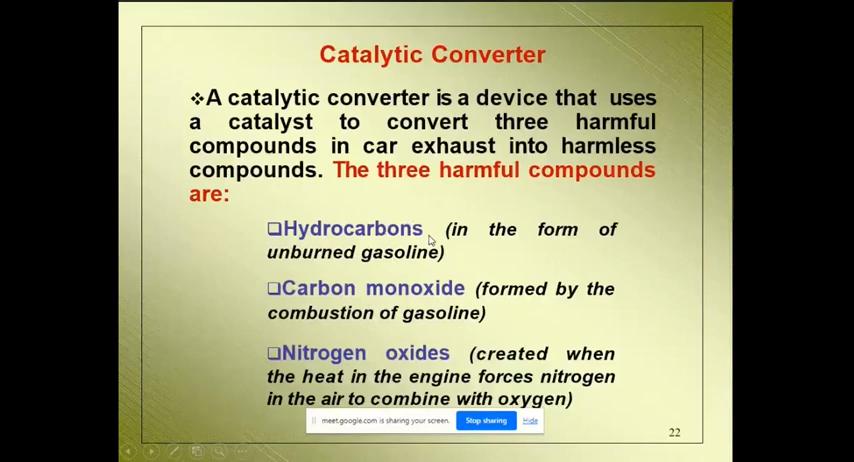 Catalytic Converter
❖A catalytic converter is a device that uses
a catalyst to convert three harmful
compounds in car exhaust into harmless
compounds. The three harmful compounds
are:
❑Hydrocarbons (in the form of
unburned gasoline)
❑Carbon monoxide (formed by the
combustion of gasoline)
❑Nitrogen oxides (created when
the heat in the engine forces nitrogen
in the air to combine with oxygen)
meet.google.com is sharing your screen. Stop sharing Hide
22